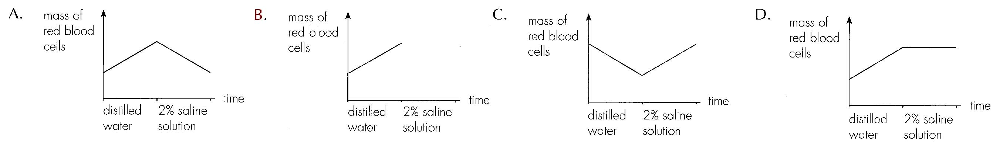 A.
mass of
red blood
cells
time
distilled
water
2% saline
solution
B.
mass of
red blood
cells
time
distilled
water
2% saline
solution
C.
mass of
red blood
cells
time
distilled
water
2% saline
solution
D.
mass of
red blood
cells
time
distilled
water
2% saline
solution